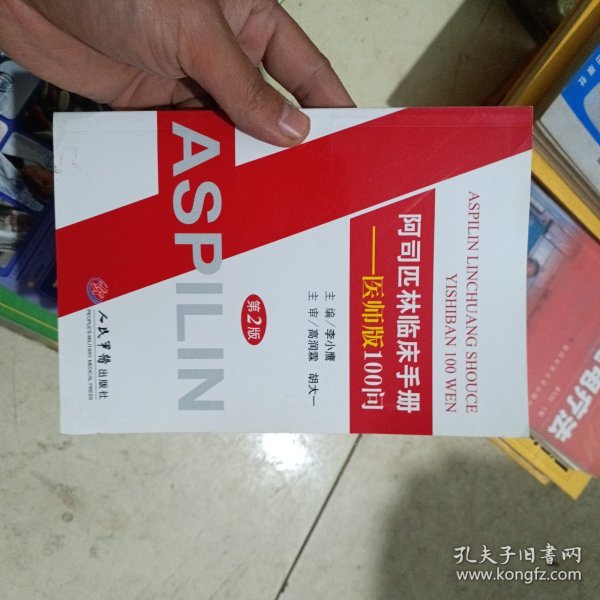 ASPILIN LINCHUANG SHOUCE
YISHIBAN 100 WEN
阿司匹林临床手册
——医师版100问
主 编/李小鹰
主 审/高润霖 胡大一
第2版
ASPILIN
人民军医出版社
PEOPLE'S MILITARY MEDICAL PRESS
电疗法
孔夫子旧书网
www.kongfz.com